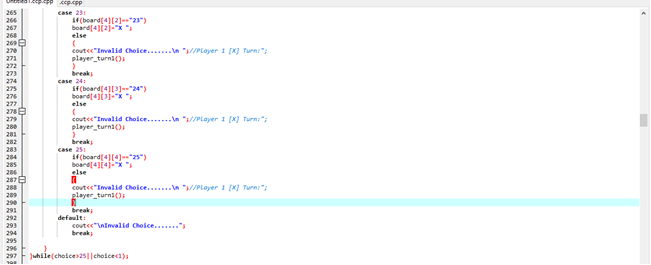 Untitled1.ccp.cpp .ccp.cpp
265 case 23:
266 if(board[4][2]=="23")
267 board[4][2]="X ";
268 else
269 {
270 cout<<"Invalid Choice.......\n ";//Player 1 [X] Turn:";
271 player_turn1();
272 }
273 break;
274 case 24:
275 if(board[4][3]=="24")
276 board[4][3]="X ";
277 else
278 {
279 cout<<"Invalid Choice.......\n ";//Player 1 [X] Turn:";
280 player_turn1();
281 }
282 break;
283 case 25:
284 if(board[4][4]=="25")
285 board[4][4]="X ";
286 else
287 {
288 cout<<"Invalid Choice.......\n ";//Player 1 [X] Turn:";
289 player_turn1();
290 }
291 break;
292 default:
293 cout<<"\nInvalid Choice.......";
294 break;
295
296 }
297 }while(choice>25||choice<1);